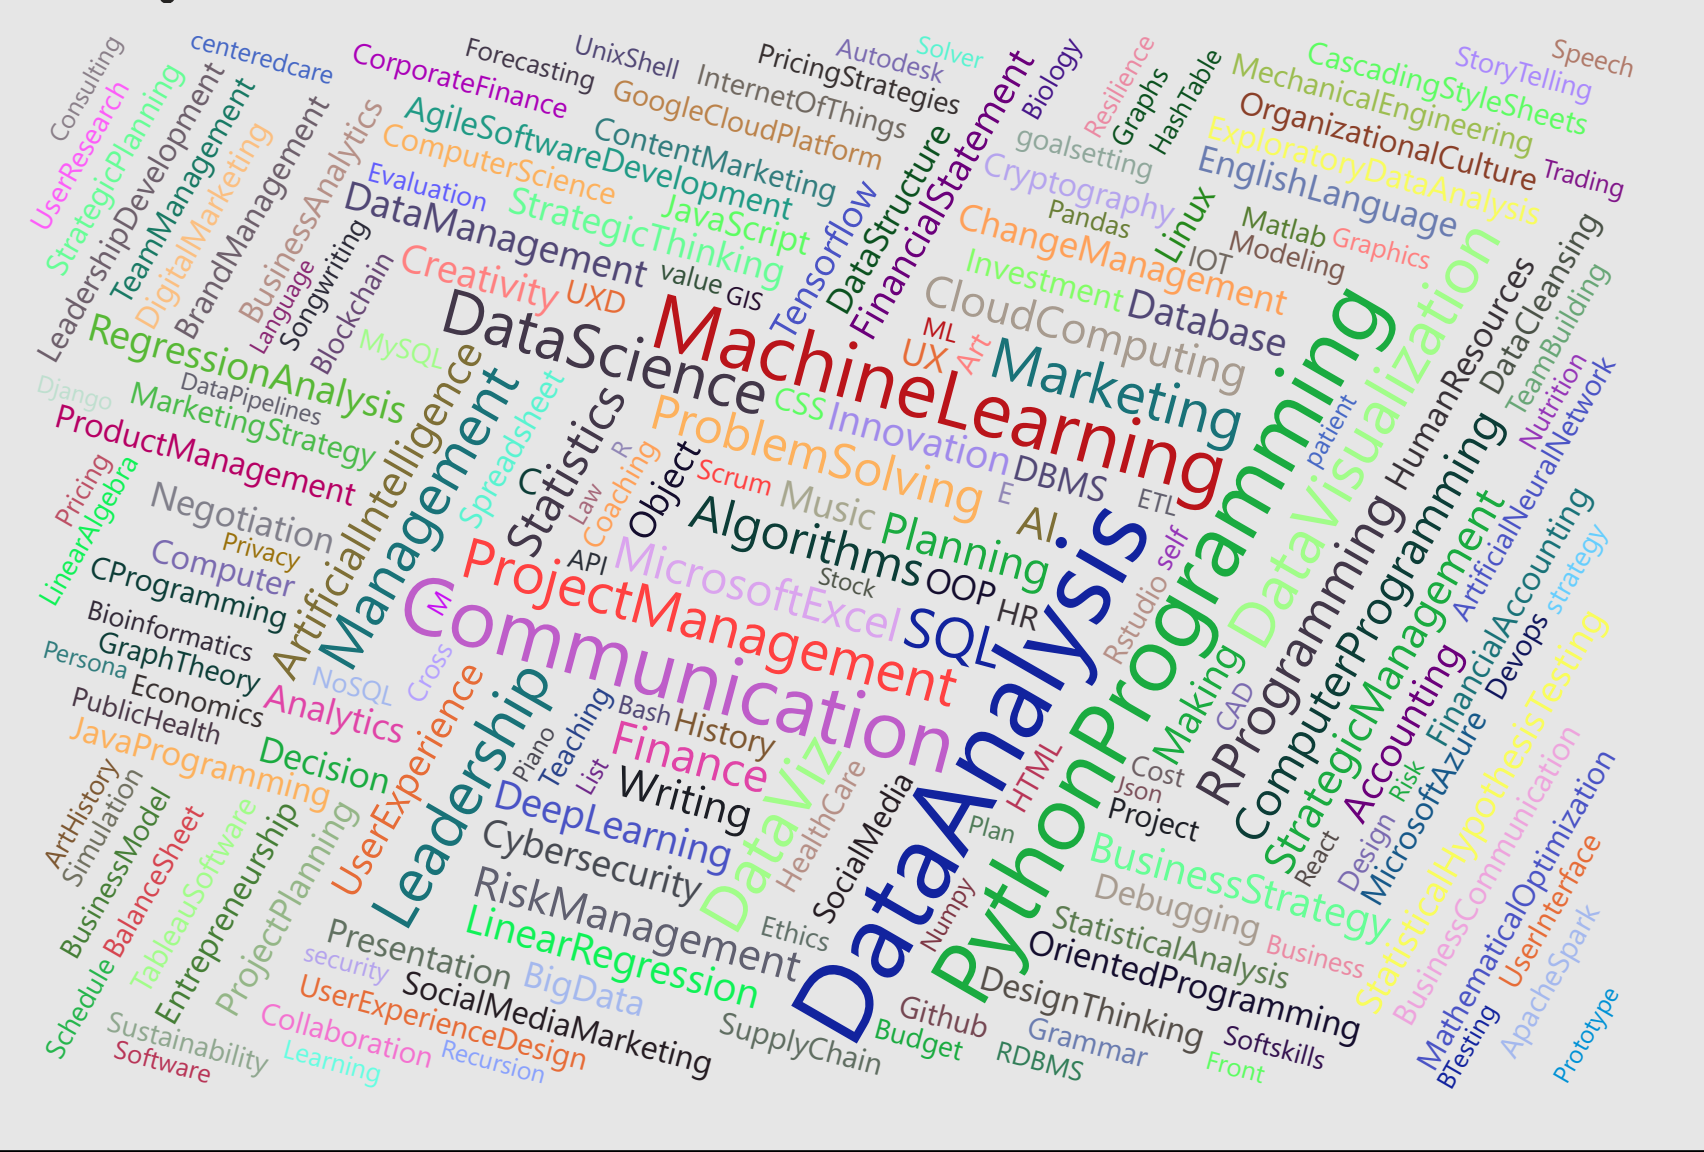 Consulting
centeredcare
CorporateFinance
Forecasting
UnixShell
InternetOfThings
PricingStrategies
Autodesk
Solver
FinancialStatement
Biology
Resilience
Graphs
HashTable
MechanicalEngineering
CascadingStyleSheets
StoryTelling
Speech
UserResearch
StrategicPlanning
LeadershipDevelopment
TeamManagement
DigitalMarketing
BrandManagement
BusinessAnalytics
AgileSoftwareDevelopment
ComputerScience
ContentMarketing
GoogleCloudPlatform
DataStructure
goalsetting
Cryptography
ExploratoryDataAnalysis
OrganizationalCulture
EnglishLanguage
Trading
Evaluation
DataManagement
StrategicThinking
JavaScript
Tensorflow
ChangeManagement
Pandas
Linux
Matlab
Graphics
Modeling
IOT
Investment
Database
Language
Songwriting
Blockchain
Creativity
UXD
value
GIS
CloudComputing
DataVisualization
HumanResources
DataCleansing
TeamBuilding
RegressionAnalysis
MySQL
DataScience
MachineLearning
ML
UX
Art
Marketing
Nutrition
ArtificialNeuralNetwork
Django
DataPipelines
MarketingStrategy
ArtificialIntelligence
Management
Spreadsheet
Statistics
CSS
Innovation
ProblemSolving
PythonProgramming
patient
ProductManagement
Pricing
LinearAlgebra
Negotiation
Privacy
C
R
Law
Coaching
Object
Scrum
Music
Planning
E
DBMS
ETL
AI
Algorithms
Computer
CProgramming
API
MicrosoftExcel
Stock
OOP
HR
self
Rstudio
RProgramming
ComputerProgramming
StrategicManagement
FinancialAccounting
strategy
Devops
Bioinformatics
GraphTheory
Persona
Economics
PublicHealth
NoSQL
Cross
M
Communication
ProjectManagement
SQL
DataAnalysis
Making
CAD
Accounting
MicrosoftAzure
StatisticalHypothesisTesting
Analytics
JavaProgramming
Decision
UserExperience
Leadership
Piano
Teaching
Bash
History
List
Finance
Writing
DataViz
HealthCare
SocialMedia
HTML
Cost
Json
Project
Plan
Risk
Design
React
BusinessCommunication
MathematicalOptimization
UserInterface
ArtHistory
Simulation
BusinessModel
BalanceSheet
TableauSoftware
Entrepreneurship
ProjectPlanning
DeepLearning
Cybersecurity
RiskManagement
LinearRegression
Ethics
Numpy
BusinessStrategy
Debugging
StatisticalAnalysis
Business
OrientedProgramming
DesignThinking
ApacheSpark
Schedule
Sustainability
Software
Presentation
security
BigData
SocialMediaMarketing
UserExperienceDesign
Collaboration
Learning
Recursion
SupplyChain
Github
Budget
RDBMS
Grammar
Softskills
Front
BTesting
Prototype